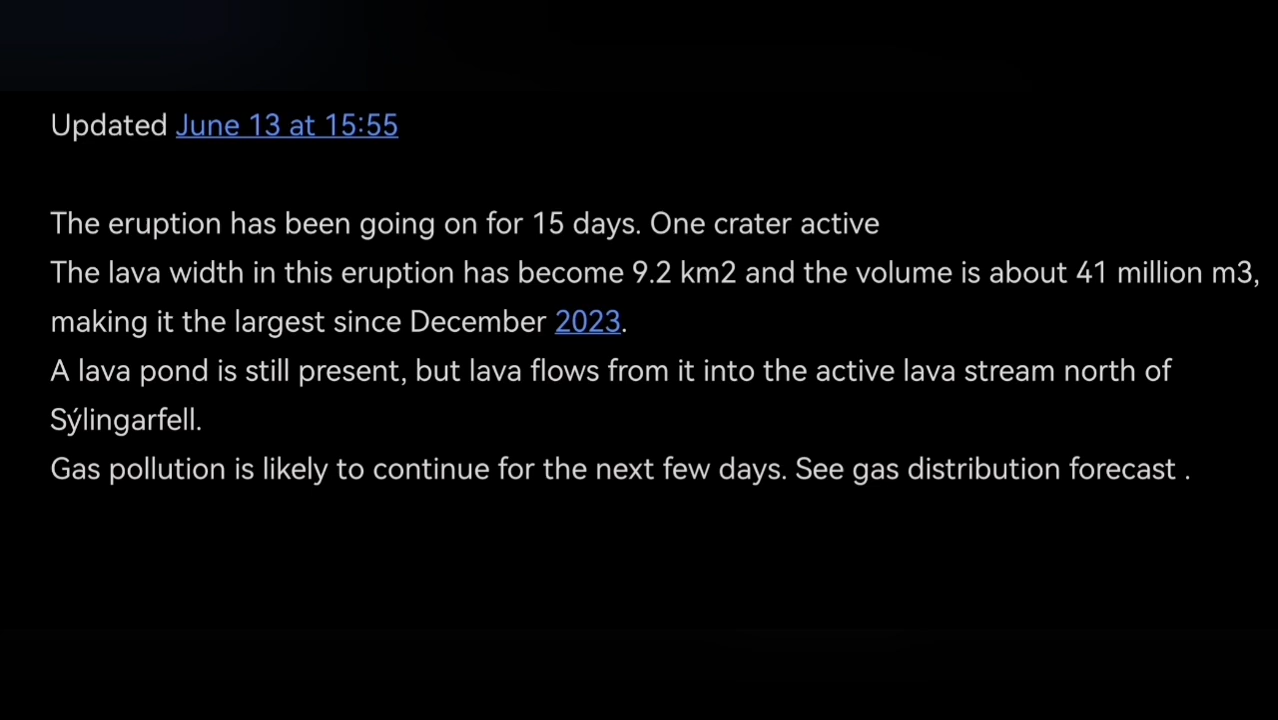 Updated June 13 at 15:55
The eruption has been going on for 15 days. One crater active
The lava width in this eruption has become 9.2 km2 and the volume is about 41 million m3,
making it the largest since December 2023.
A lava pond is still present, but lava flows from it into the active lava stream north of
Sýlingarfell.
Gas pollution is likely to continue for the next few days. See gas distribution forecast .